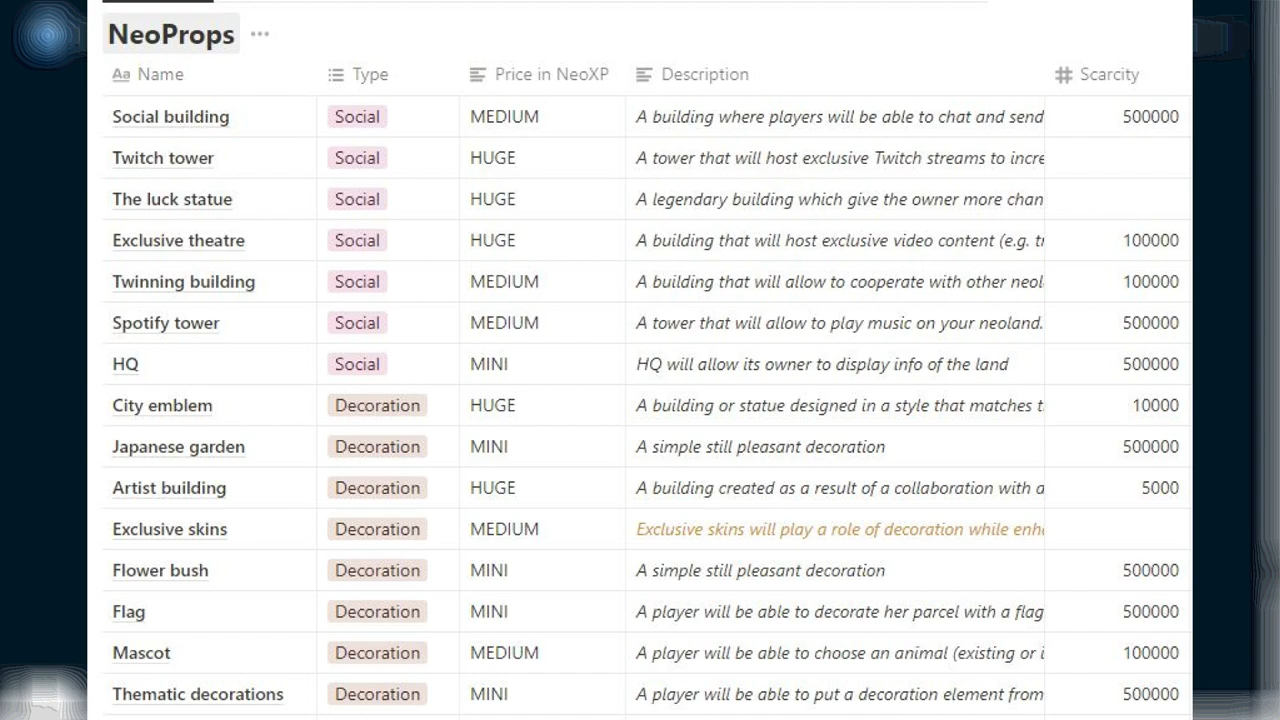 NeoProps ...
Aa Name Type Price in NeoXP Description # Scarcity
Social building Social MEDIUM A building where players will be able to chat and send 500000
Twitch tower Social HUGE A tower that will host exclusive Twitch streams to incre
The luck statue Social HUGE A legendary building which give the owner more chan
Exclusive theatre Social HUGE A building that will host exclusive video content (e.g. tr 100000
Twinning building Social MEDIUM A building that will allow to cooperate with other neol 100000
Spotify tower Social MEDIUM A tower that will allow to play music on your neoland. 500000
HQ Social MINI HQ will allow its owner to display info of the land 500000
City emblem Decoration HUGE A building or statue designed in a style that matches t 10000
Japanese garden Decoration MINI A simple still pleasant decoration 500000
Artist building Decoration HUGE A building created as a result of a collaboration with a 5000
Exclusive skins Decoration MEDIUM Exclusive skins will play a role of decoration while enh
Flower bush Decoration MINI A simple still pleasant decoration 500000
Flag Decoration MINI A player will be able to decorate her parcel with a flag 500000
Mascot Decoration MEDIUM A player will be able to choose an animal (existing or i 100000
Thematic decorations Decoration MINI A player will be able to put a decoration element from 500000